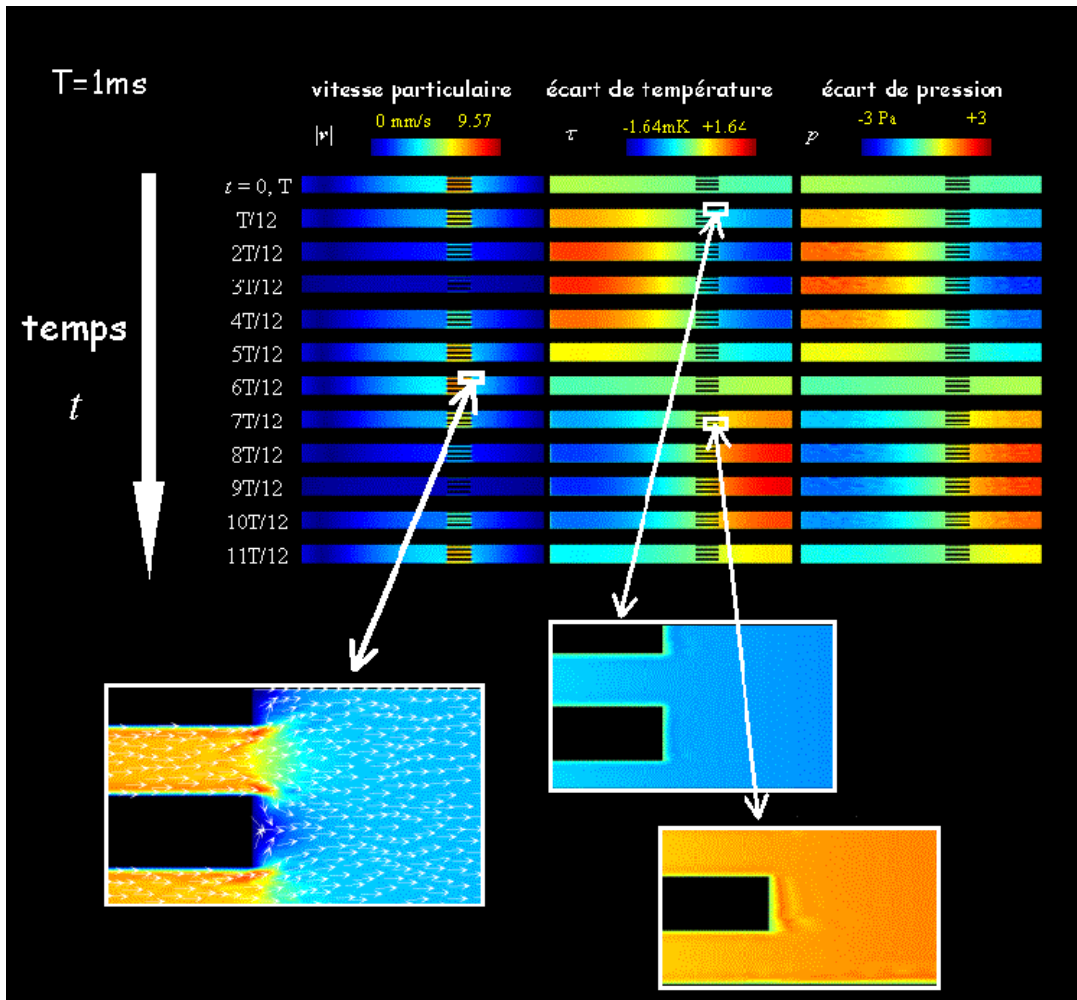 T=1ms
vitesse particulaire écart de température écart de pression
0 mm/s 9.57 -1.64mK +1.64 -3 Pa +3
|v| τ p
t = 0, T
T/12
2T/12
3T/12
4T/12
5T/12
6T/12
7T/12
8T/12
9T/12
10T/12
11T/12
temps
t